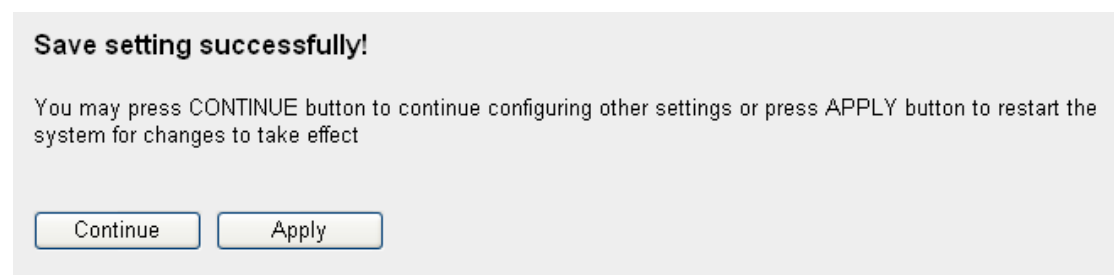 Save setting successfully!
You may press CONTINUE button to continue configuring other settings or press APPLY button to restart the
system for changes to take effect
Continue Apply